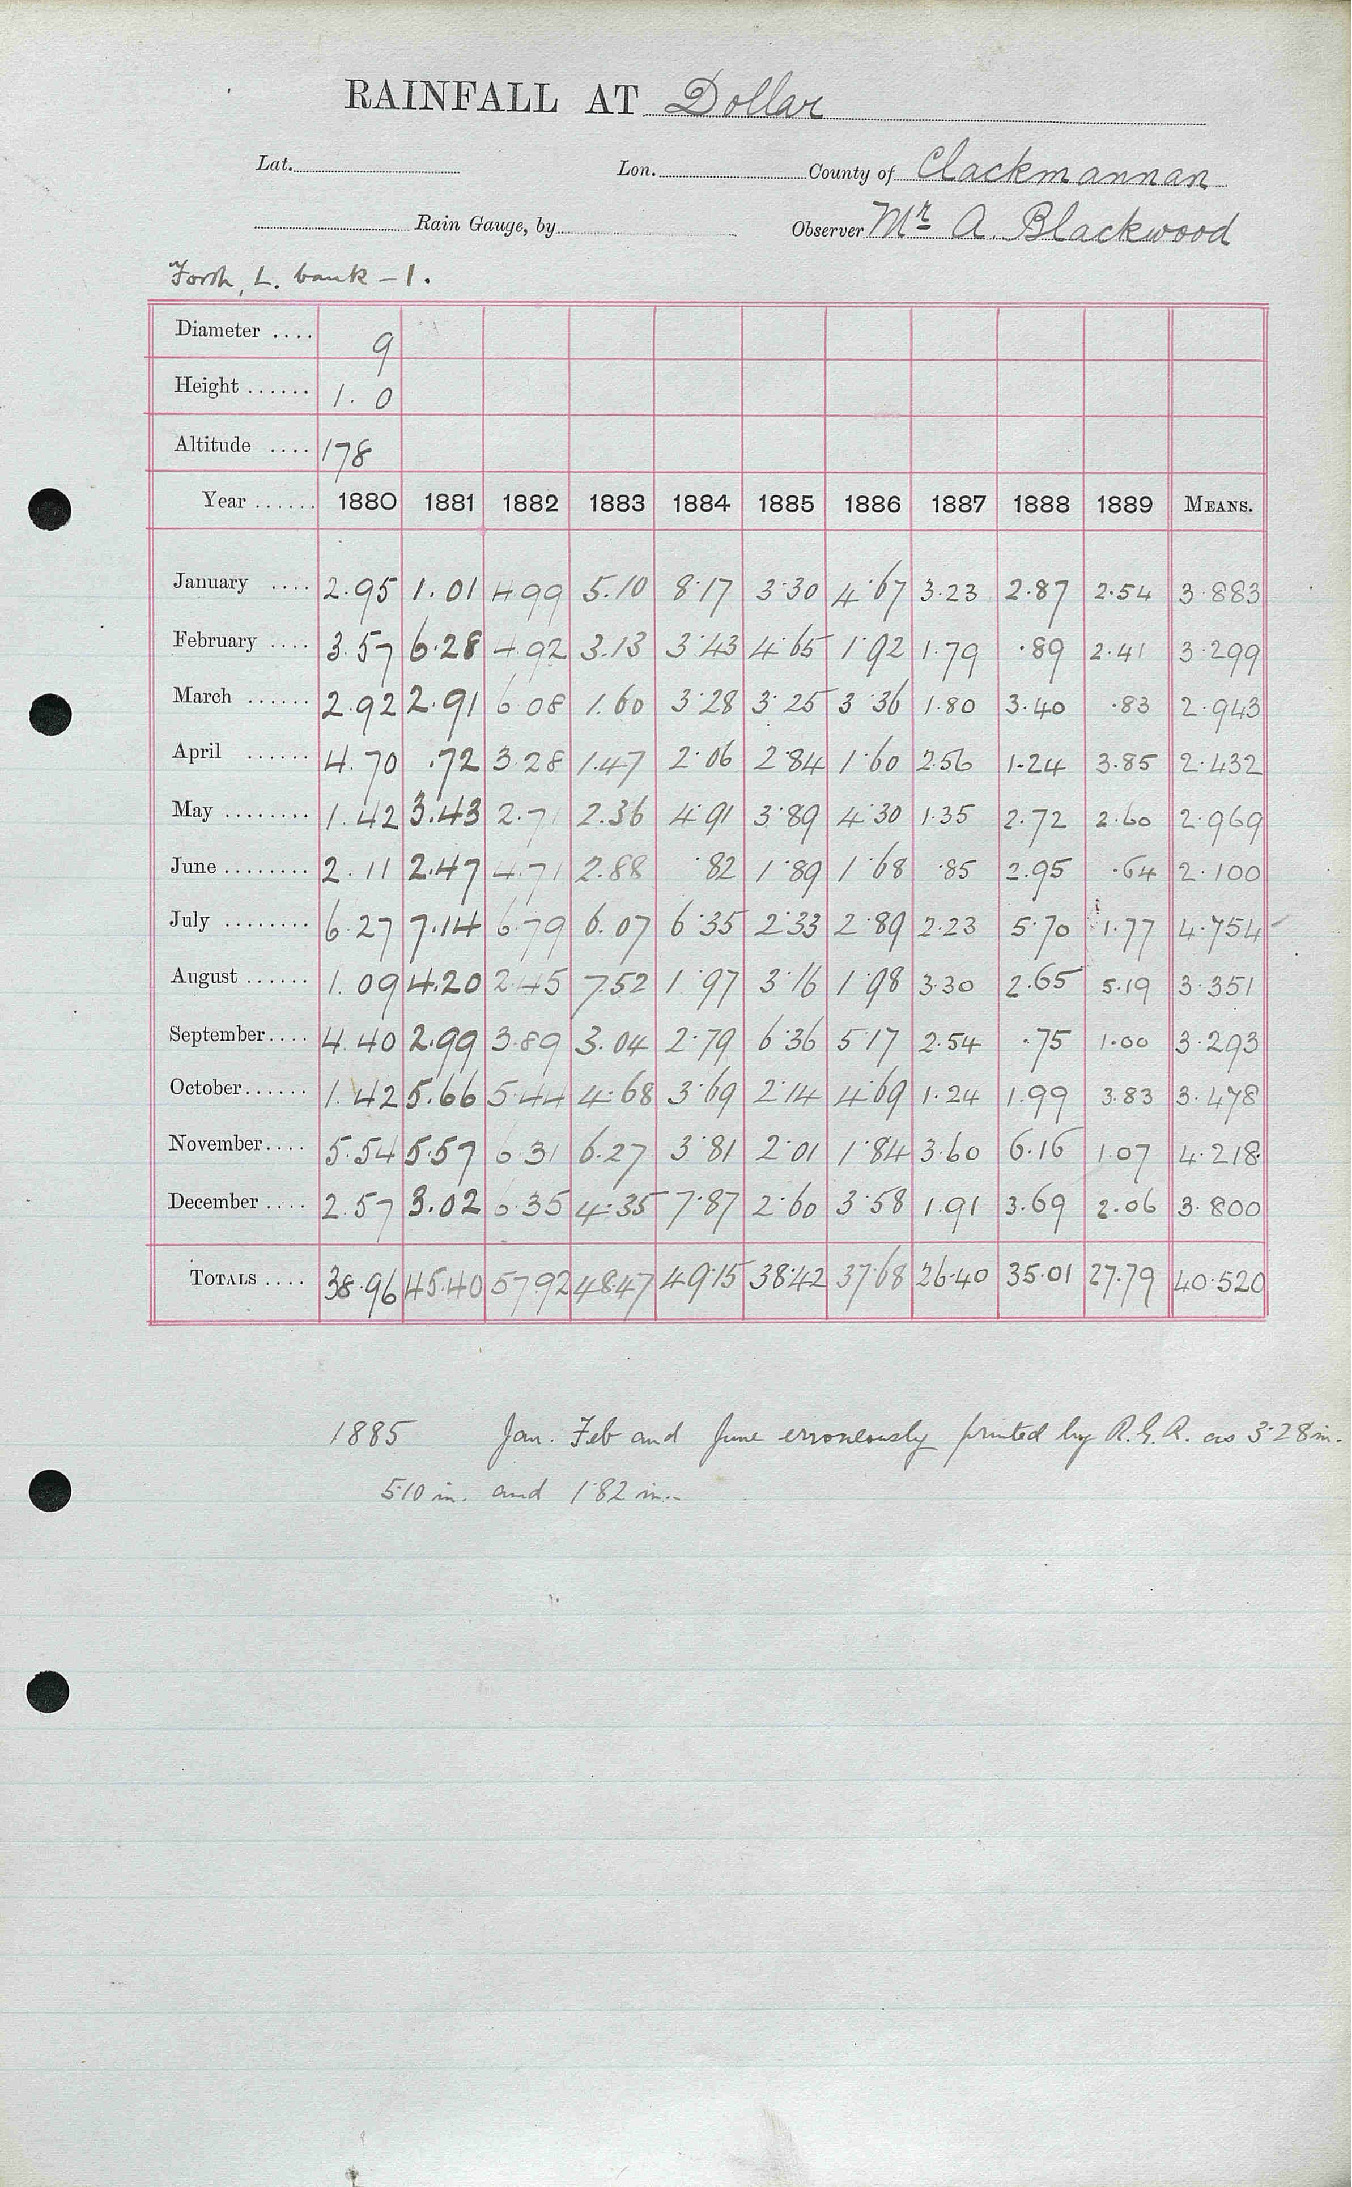 RAINFALL AT Dollar
Lat. Lon. County of Clackmannan
Rain Gauge, by Observer Mr A. Blackwood
Forth, L. bank - 1.
Diameter .... 9
Height ...... 1. 0
Altitude .... 178
Year ...... 1880 1881 1882 1883 1884 1885 1886 1887 1888 1889 MEANS.
January .... 2.95 1.01 4.99 5.10 8.17 3.30 4.67 3.23 2.87 2.54 3.883
February .... 3.57 6.28 4.92 3.13 3.43 4.65 1.92 1.79 .89 2.41 3.299
March ...... 2.92 2.91 6.08 1.60 3.28 3.25 3.36 1.80 3.40 .83 2.943
April ...... 4.70 .72 3.28 1.47 2.06 2.84 1.60 2.56 1.24 3.85 2.432
May ........ 1.42 3.43 2.71 2.36 4.91 3.89 4.30 1.35 2.72 2.60 2.969
June ........ 2.11 2.47 4.71 2.88 .82 1.89 1.68 .85 2.95 .64 2.100
July ........ 6.27 7.14 6.79 6.07 6.35 2.33 2.89 2.23 5.70 1.77 4.754
August ...... 1.09 4.20 2.45 7.52 1.97 3.16 1.98 3.30 2.65 5.19 3.351
September .... 4.40 2.99 3.89 3.04 2.79 6.36 5.17 2.54 .75 1.00 3.293
October ...... 1.42 5.66 5.44 4.68 3.69 2.14 4.69 1.24 1.99 3.83 3.478
November .... 5.54 5.57 6.31 6.27 3.81 2.01 1.84 3.60 6.16 1.07 4.218
December .... 2.57 3.02 6.35 4.35 7.87 2.60 3.58 1.91 3.69 2.06 3.800
TOTALS .... 38.96 45.40 57.92 48.47 49.15 38.42 37.68 26.40 35.01 27.79 40.520
1885 Jan. Feb and June erroneously printed by R.G.R. as 3.28 in.
5.10 in. and 1.82 in.